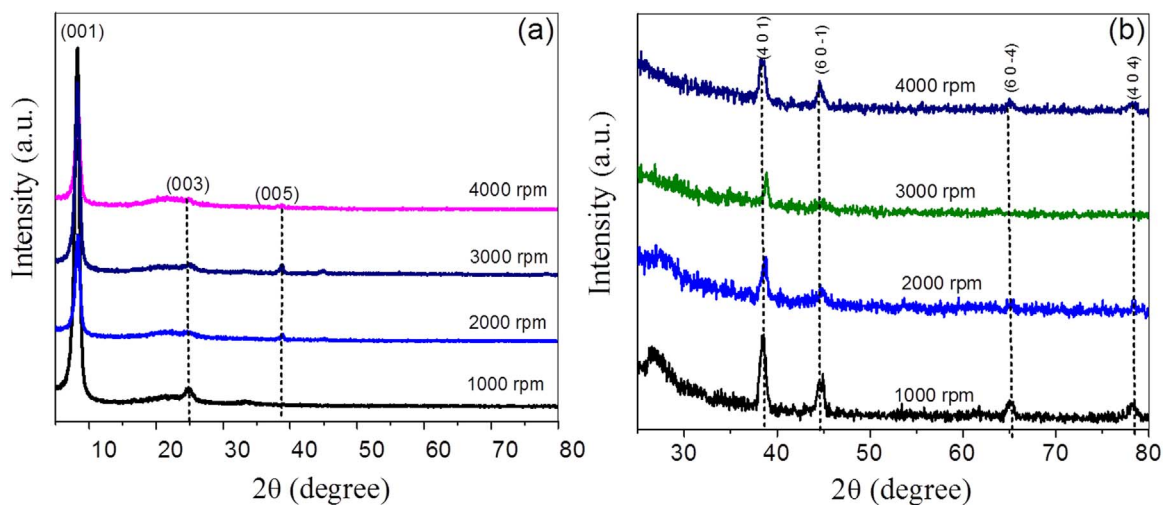 (a)
(001)
(003)
(005)
4000 rpm
3000 rpm
2000 rpm
1000 rpm
Intensity (a.u.)
10 20 30 40 50 60 70 80
2θ (degree)
(b)
(4 0 1)
(6 0 -1)
(6 0 -4)
(4 0 4)
4000 rpm
3000 rpm
2000 rpm
1000 rpm
Intensity (a.u.)
30 40 50 60 70 80
2θ (degree)